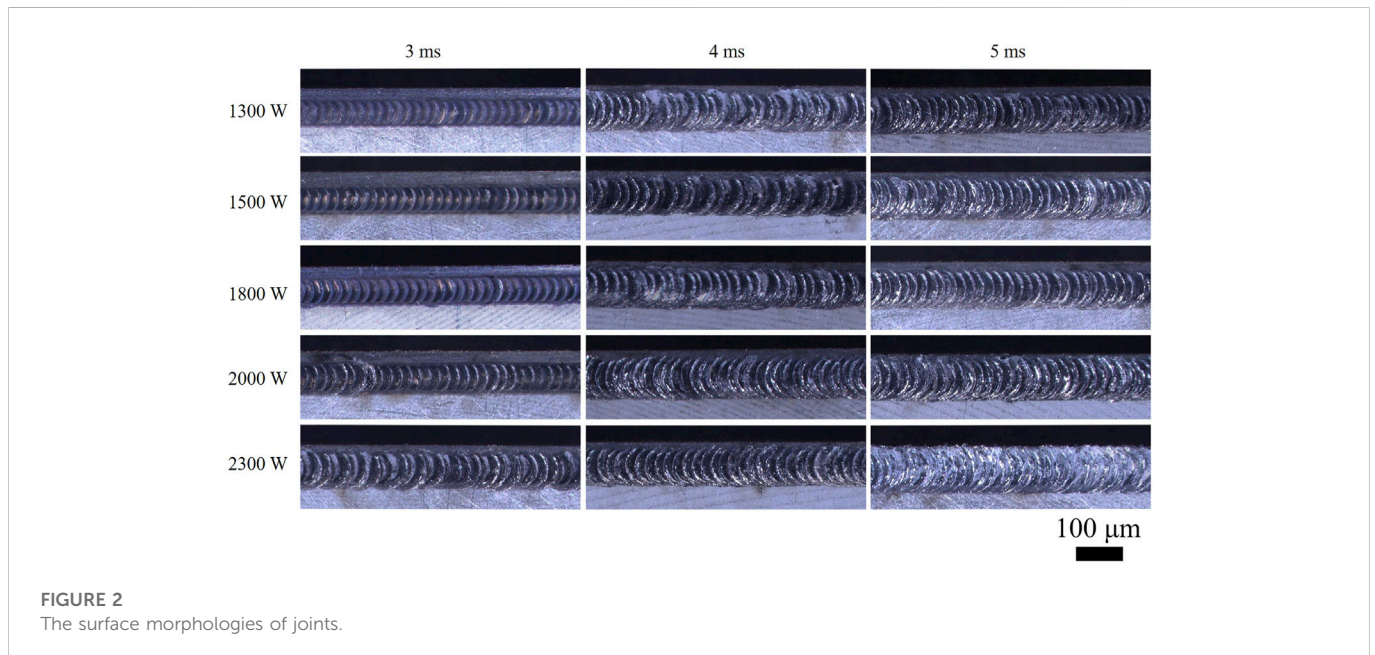 3 ms 4 ms 5 ms
1300 W
1500 W
1800 W
2000 W
2300 W
100 μm
FIGURE 2
The surface morphologies of joints.